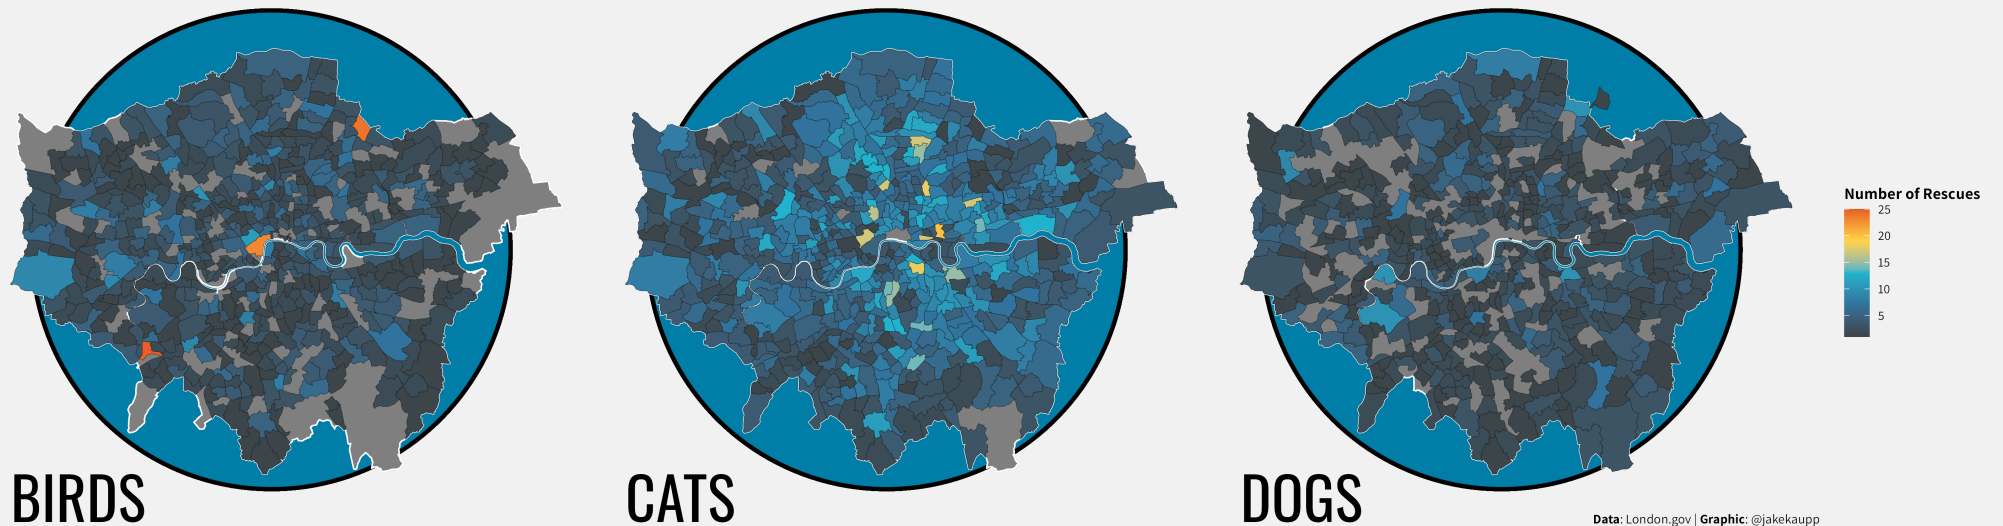 BIRDS
CATS
DOGS
Number of Rescues
25
20
15
10
5
Data: London.gov | Graphic: @jakekaupp